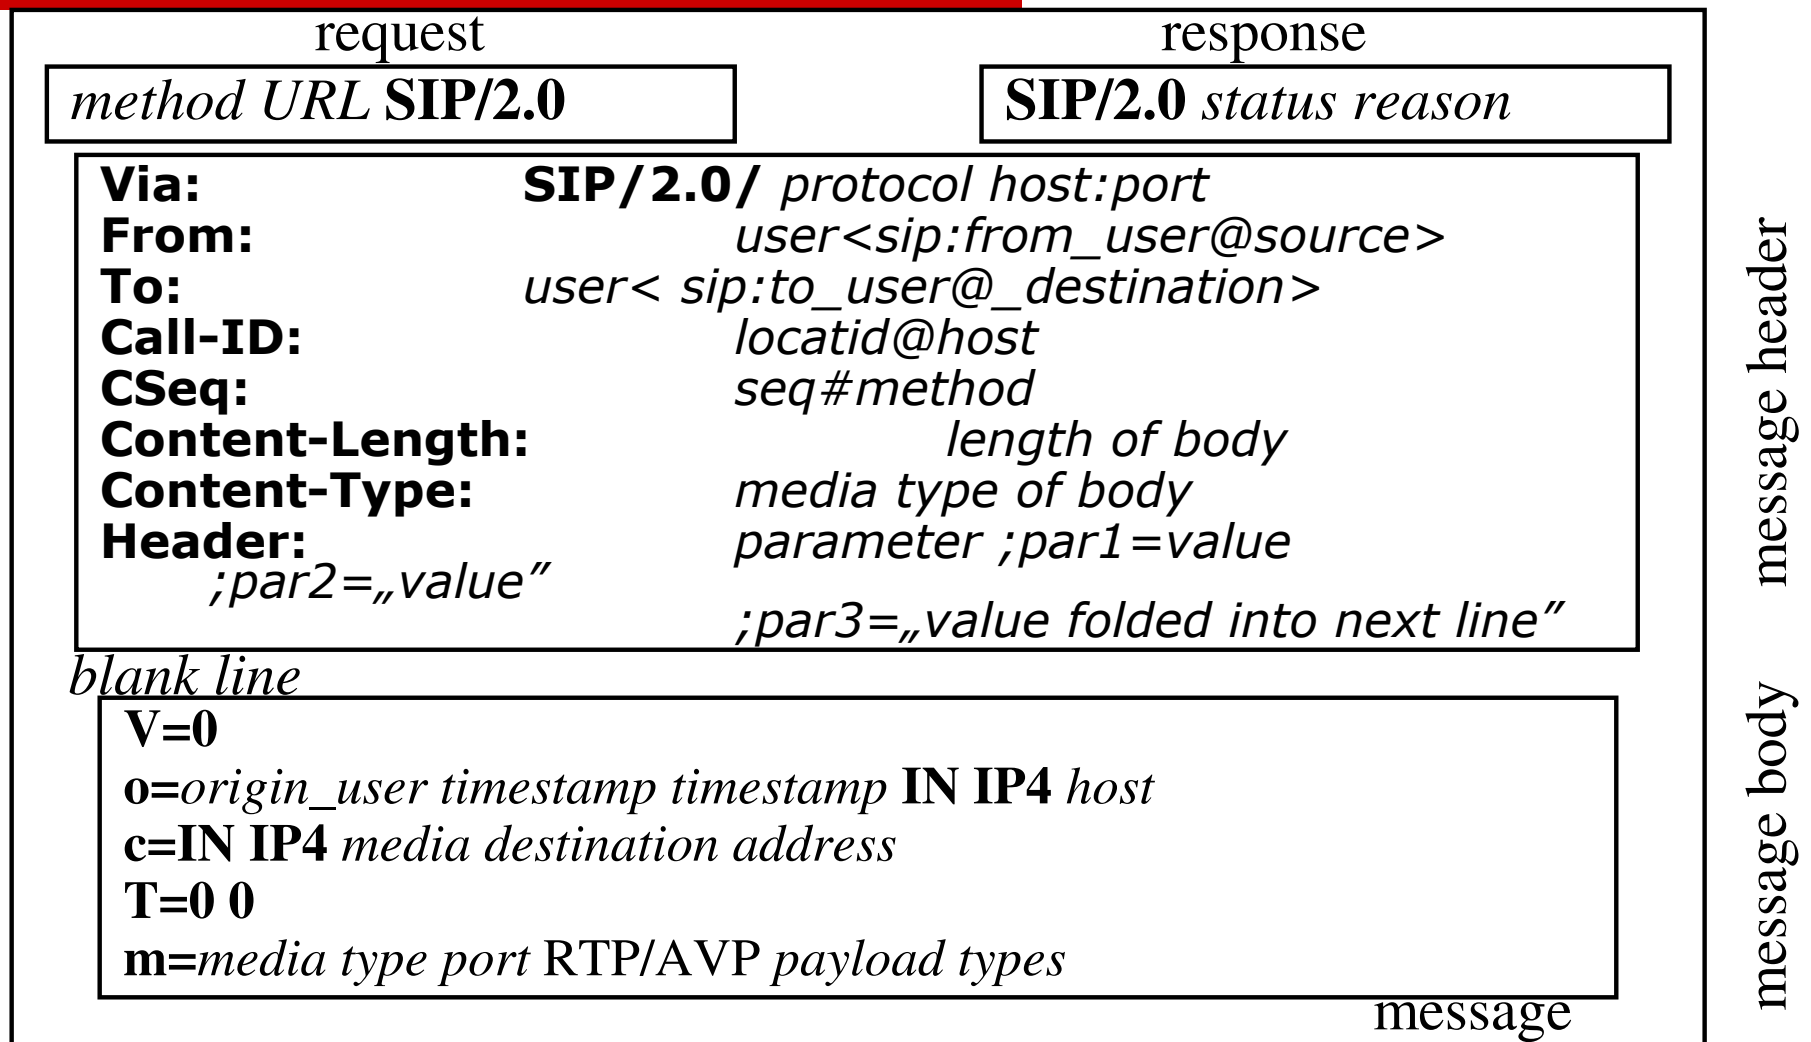 request response
method URL SIP/2.0 SIP/2.0 status reason
Via: SIP/2.0/ protocol host:port
From: user<sip:from_user@source>
To: user< sip:to_user@_destination>
Call-ID: locatid@host
CSeq: seq#method
Content-Length: length of body
Content-Type: media type of body
Header: parameter ;par1=value
;par2=„value”
;par3=„value folded into next line”
message header
blank line
V=0
o=origin_user timestamp timestamp IN IP4 host
c=IN IP4 media destination address
T=0 0
m=media type port RTP/AVP payload types
message body
message